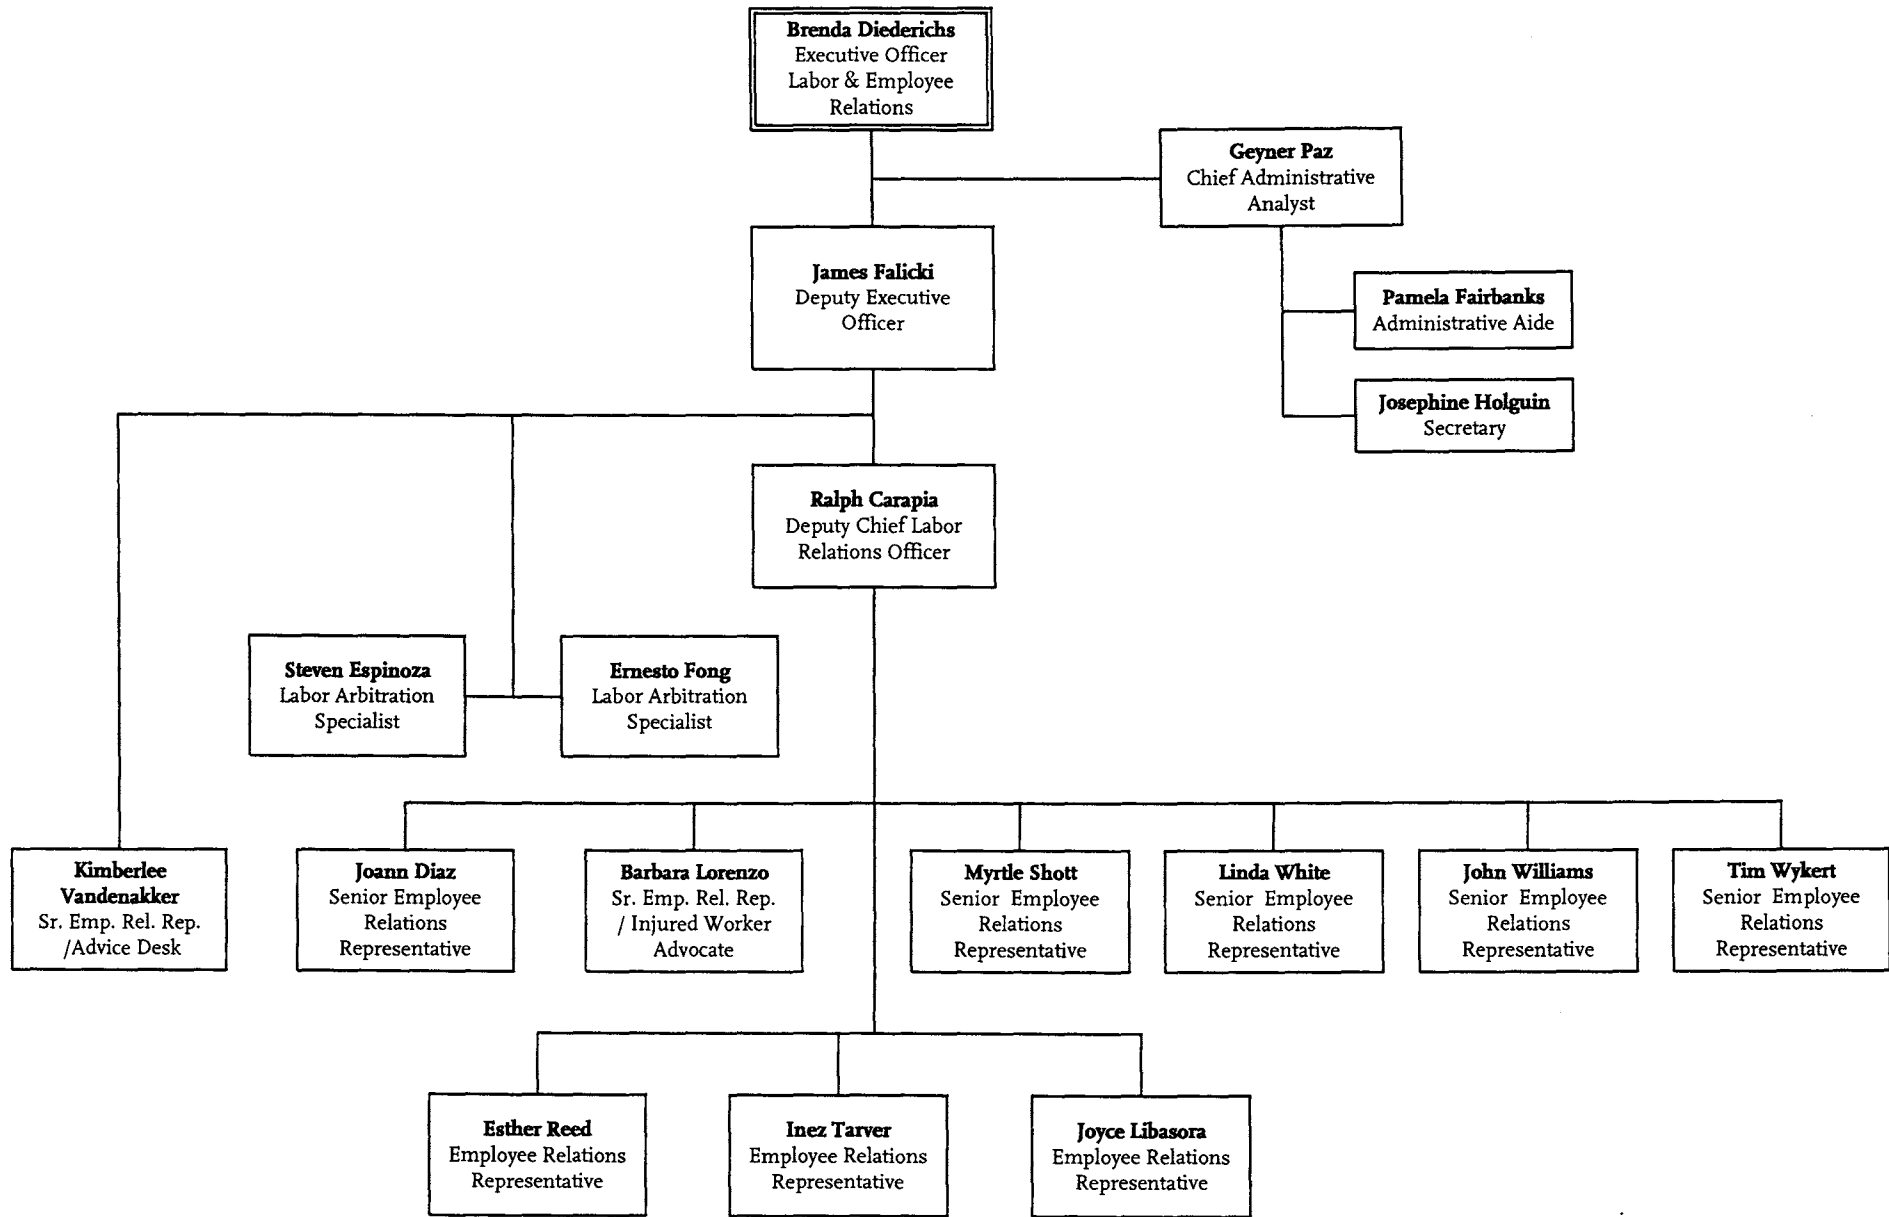 Brenda Diederichs
Executive Officer
Labor & Employee
Relations
Geyner Paz
Chief Administrative
Analyst
James Falicki
Deputy Executive
Officer
Pamela Fairbanks
Administrative Aide
Josephine Holguin
Secretary
Ralph Carapia
Deputy Chief Labor
Relations Officer
Steven Espinoza
Labor Arbitration
Specialist
Ernesto Fong
Labor Arbitration
Specialist
Kimberlee
Vandenakker
Sr. Emp. Rel. Rep.
/Advice Desk
Joann Diaz
Senior Employee
Relations
Representative
Barbara Lorenzo
Sr. Emp. Rel. Rep.
/ Injured Worker
Advocate
Myrtle Shott
Senior Employee
Relations
Representative
Linda White
Senior Employee
Relations
Representative
John Williams
Senior Employee
Relations
Representative
Tim Wykert
Senior Employee
Relations
Representative
Esther Reed
Employee Relations
Representative
Inez Tarver
Employee Relations
Representative
Joyce Libasora
Employee Relations
Representative